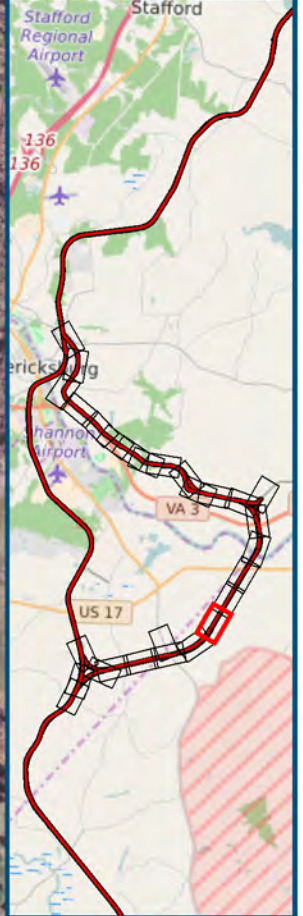 Stafford
Stafford
Regional
Airport
136
136
ericksburg
hannon
Airport
VA 3
US 17